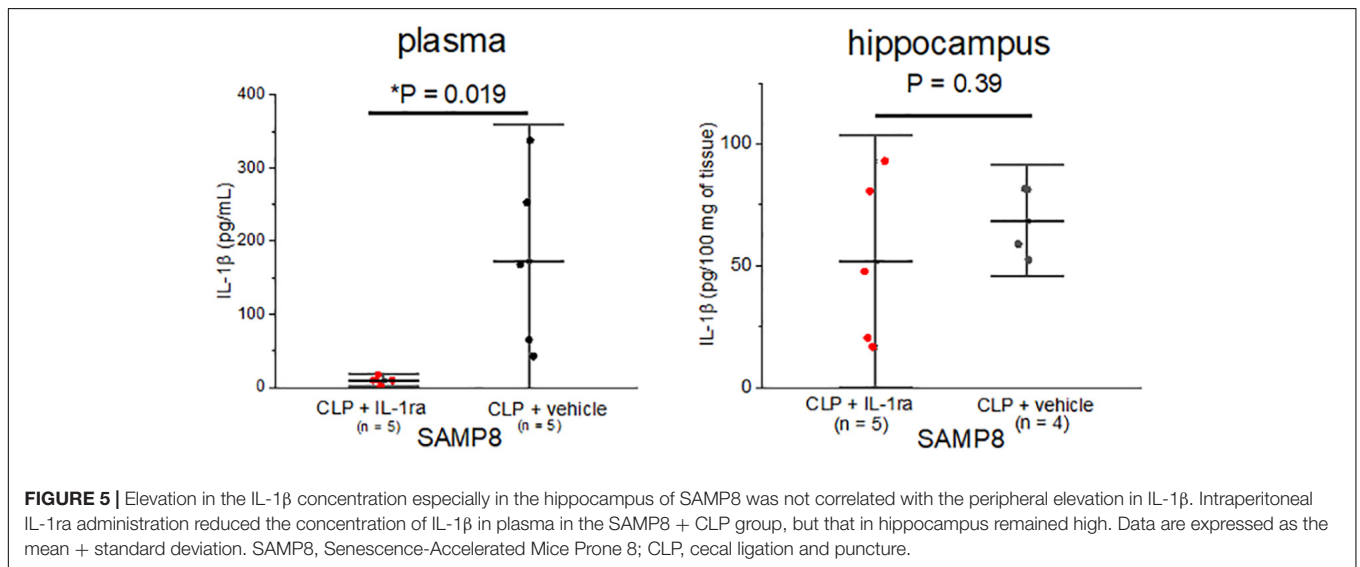 plasma
*P = 0.019
400
300
200
100
0
IL-1β (pg/mL)
CLP + IL-1ra
(n = 5)
CLP + vehicle
(n = 5)
SAMP8
hippocampus
P = 0.39
100
50
0
IL-1β (pg/100 mg of tissue)
CLP + IL-1ra
(n = 5)
CLP + vehicle
(n = 4)
SAMP8
FIGURE 5 | Elevation in the IL-1β concentration especially in the hippocampus of SAMP8 was not correlated with the peripheral elevation in IL-1β. Intraperitoneal
IL-1ra administration reduced the concentration of IL-1β in plasma in the SAMP8 + CLP group, but that in hippocampus remained high. Data are expressed as the
mean + standard deviation. SAMP8, Senescence-Accelerated Mice Prone 8; CLP, cecal ligation and puncture.